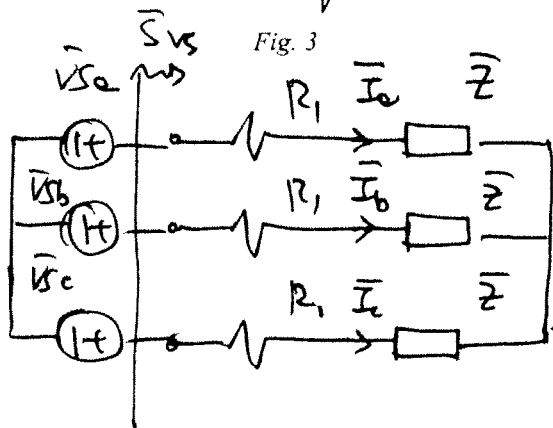 S̄vs Fig. 3
V̄sa R1 Īa Z̄
V̄sb R1 Īb Z̄
V̄sc R1 Īc Z̄